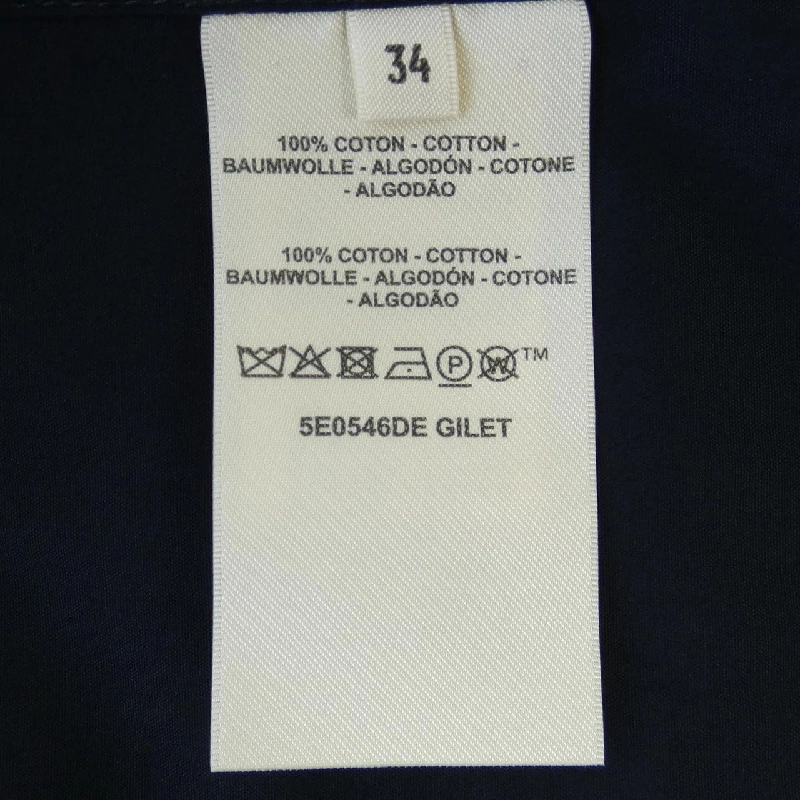 34
100% COTON - COTTON -
BAUMWOLLE - ALGODÓN - COTONE
- ALGODÃO
100% COTON - COTTON -
BAUMWOLLE - ALGODÓN - COTONE
- ALGODÃO
P W ™
5E0546DE GILET